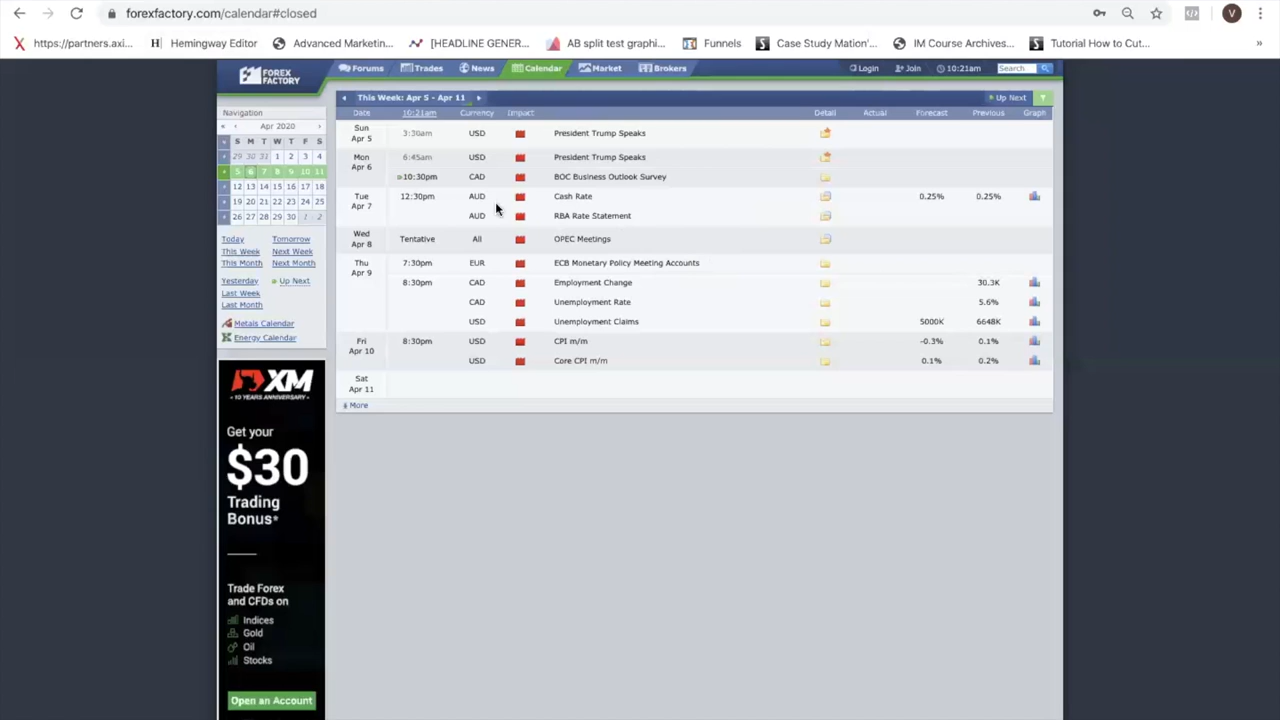 forexfactory.com/calendar#closed
V
https://partners.axi... Hemingway Editor Advanced Marketin... [HEADLINE GENER... AB split test graphi... Funnels Case Study Mation'... IM Course Archives... Tutorial How to Cut... »
FOREX FACTORY Forums Trades News Calendar Market Brokers Login Join 10:21am Search
This Week: Apr 5 - Apr 11 Up Next
Date 10:21am Currency Impact Detail Actual Forecast Previous Graph
Sun Apr 5 3:30am USD President Trump Speaks
Mon Apr 6 6:45am USD President Trump Speaks
10:30pm CAD BOC Business Outlook Survey
Tue Apr 7 12:30pm AUD Cash Rate 0.25% 0.25%
AUD RBA Rate Statement
Wed Apr 8 Tentative All OPEC Meetings
Thu Apr 9 7:30pm EUR ECB Monetary Policy Meeting Accounts
8:30pm CAD Employment Change 30.3K
CAD Unemployment Rate 5.6%
USD Unemployment Claims 5000K 6648K
Fri Apr 10 8:30pm USD CPI m/m -0.3% 0.1%
USD Core CPI m/m 0.1% 0.2%
Sat Apr 11
More
Navigation
« ‹ Apr 2020 ›
S M T W T F S
29 30 31 1 2 3 4
5 6 7 8 9 10 11
12 13 14 15 16 17 18
19 20 21 22 23 24 25
26 27 28 29 30 1 2
Today Tomorrow
This Week Next Week
This Month Next Month
Yesterday Up Next
Last Week
Last Month
Metals Calendar
Energy Calendar
XM
10 YEARS ANNIVERSARY
Get your
$30
Trading
Bonus*
Trade Forex
and CFDs on
Indices
Gold
Oil
Stocks
Open an Account